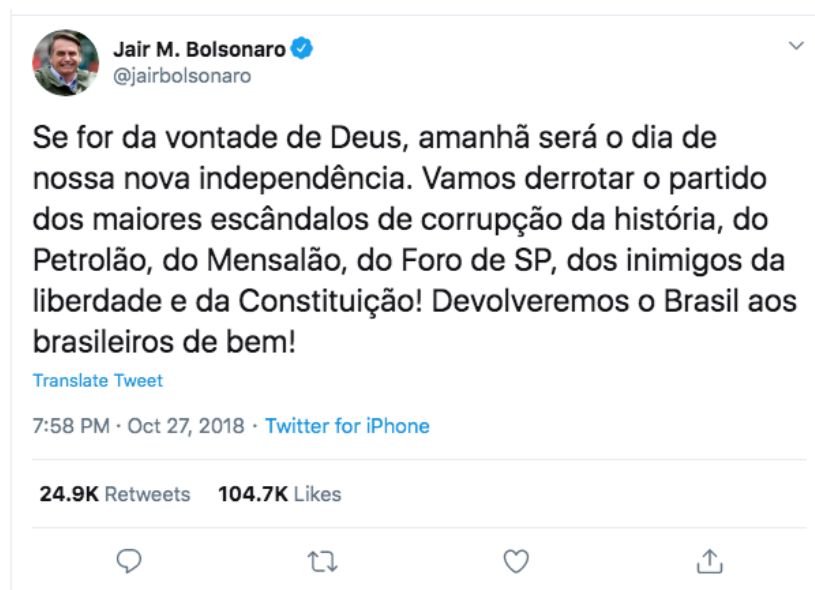 Jair M. Bolsonaro
@jairbolsonaro
Se for da vontade de Deus, amanhã será o dia de
nossa nova independência. Vamos derrotar o partido
dos maiores escândalos de corrupção da história, do
Petrolão, do Mensalão, do Foro de SP, dos inimigos da
liberdade e da Constituição! Devolveremos o Brasil aos
brasileiros de bem!
Translate Tweet
7:58 PM · Oct 27, 2018 · Twitter for iPhone
24.9K Retweets 104.7K Likes